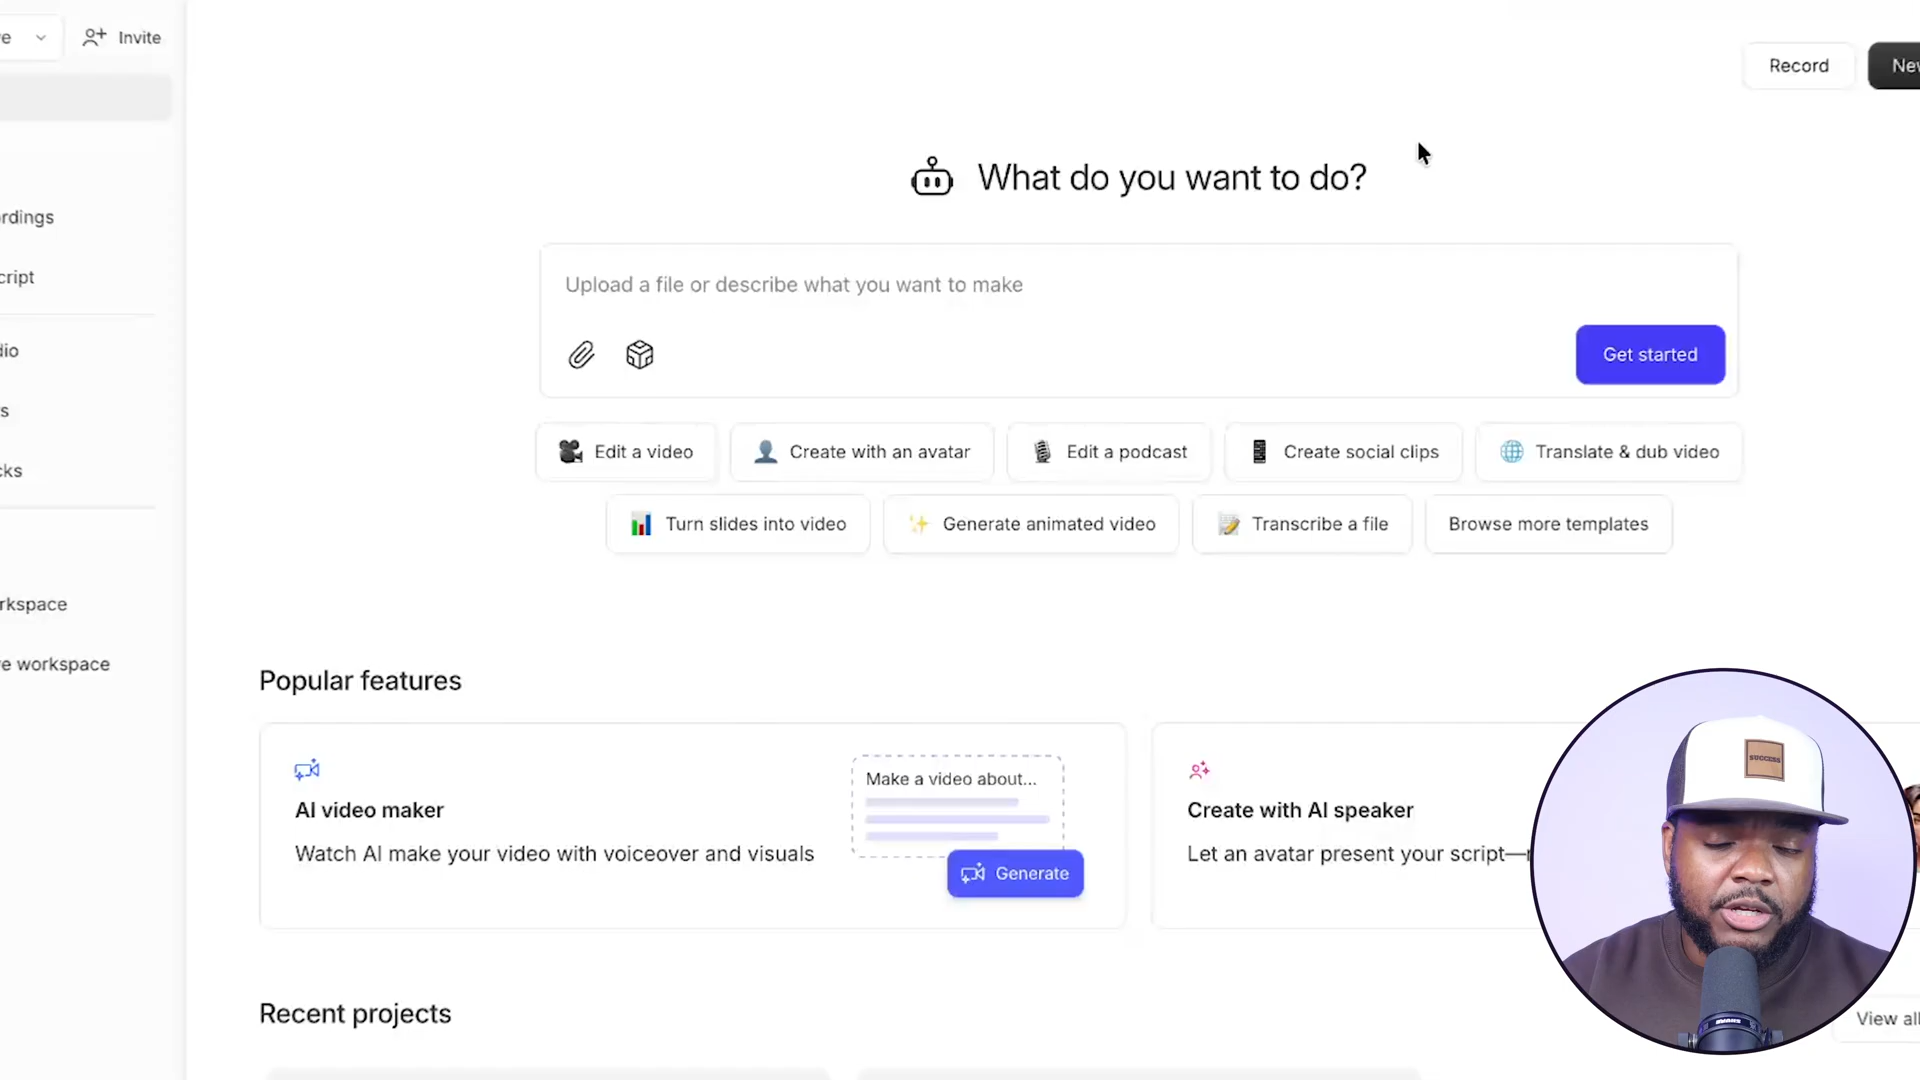 Invite
Record
New
What do you want to do?
Upload a file or describe what you want to make
Get started
Edit a video
Create with an avatar
Edit a podcast
Create social clips
Translate & dub video
Turn slides into video
Generate animated video
Transcribe a file
Browse more templates
rdings
cript
dio
s
cks
rkspace
e workspace
Popular features
AI video maker
Watch AI make your video with voiceover and visuals
Make a video about...
Generate
Create with AI speaker
Let an avatar present your script—
SUCCESS
Recent projects
View all